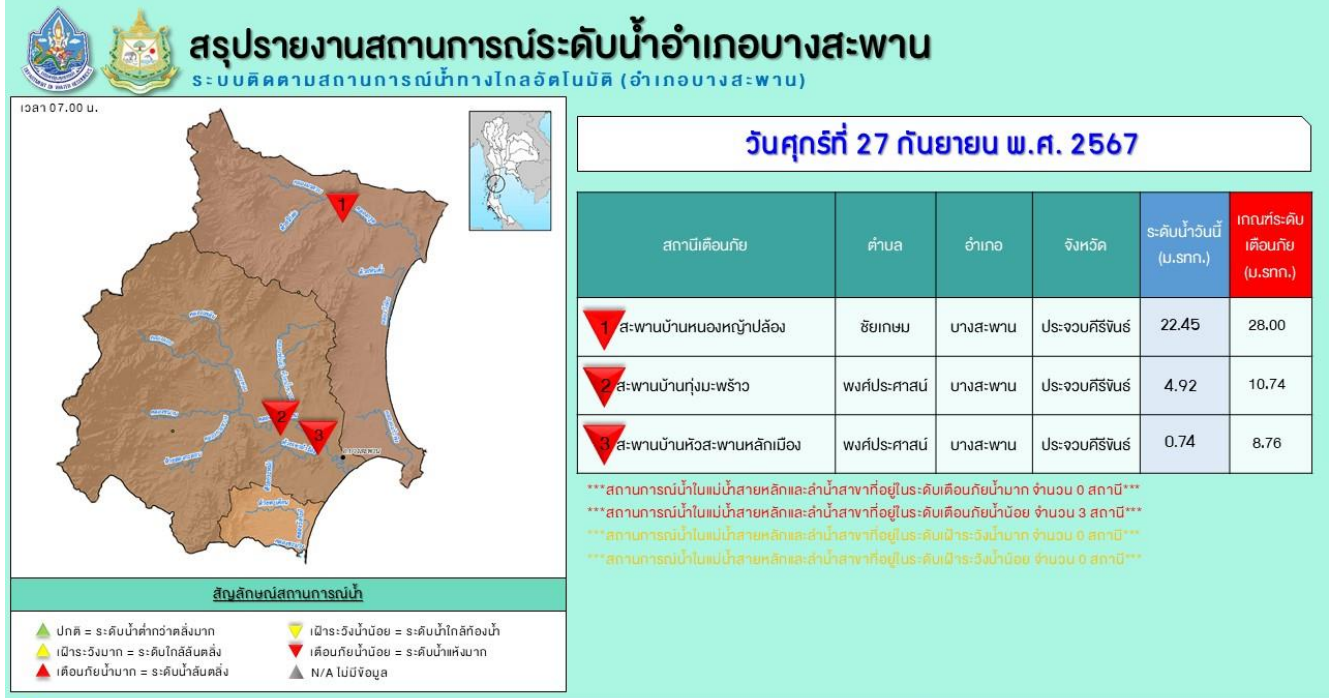 สรุปรายงานสถานการณ์ระดับน้ำอำเภอบางสะพาน
ระบบติดตามสถานการณ์น้ำทางไกลอัตโนมัติ (อำเภอบางสะพาน)
เวลา 07.00 น.
1
2
3
วันศุกร์ที่ 27 กันยายน พ.ศ. 2567
สถานีเตือนภัย ตำบล อำเภอ จังหวัด ระดับน้ำวันนี้ (ม.รทก.) เกณฑ์ระดับเตือนภัย (ม.รทก.)
1 สะพานบ้านหนองหญ้าปล้อง ชัยเกษม บางสะพาน ประจวบคีรีขันธ์ 22.45 28.00
2 สะพานบ้านทุ่งมะพร้าว พงศ์ประศาสน์ บางสะพาน ประจวบคีรีขันธ์ 4.92 10.74
3 สะพานบ้านหัวสะพานหลักเมือง พงศ์ประศาสน์ บางสะพาน ประจวบคีรีขันธ์ 0.74 8.76
***สถานการณ์น้ำในแม่น้ำสายหลักและลำน้ำสาขาที่อยู่ในระดับเตือนภัยน้ำมาก จำนวน 0 สถานี***
***สถานการณ์น้ำในแม่น้ำสายหลักและลำน้ำสาขาที่อยู่ในระดับเตือนภัยน้ำน้อย จำนวน 3 สถานี***
***สถานการณ์น้ำในแม่น้ำสายหลักและลำน้ำสาขาที่อยู่ในระดับเฝ้าระวังน้ำมาก จำนวน 0 สถานี***
***สถานการณ์น้ำในแม่น้ำสายหลักและลำน้ำสาขาที่อยู่ในระดับเฝ้าระวังน้ำน้อย จำนวน 0 สถานี***
สัญลักษณ์สถานการณ์น้ำ
ปกติ = ระดับน้ำต่ำกว่าตลิ่งมาก
เฝ้าระวังมาก = ระดับใกล้ล้นตลิ่ง
เตือนภัยน้ำมาก = ระดับน้ำล้นตลิ่ง
เฝ้าระวังน้ำน้อย = ระดับน้ำใกล้ท้องน้ำ
เตือนภัยน้ำน้อย = ระดับน้ำแห้งมาก
N/A ไม่มีข้อมูล